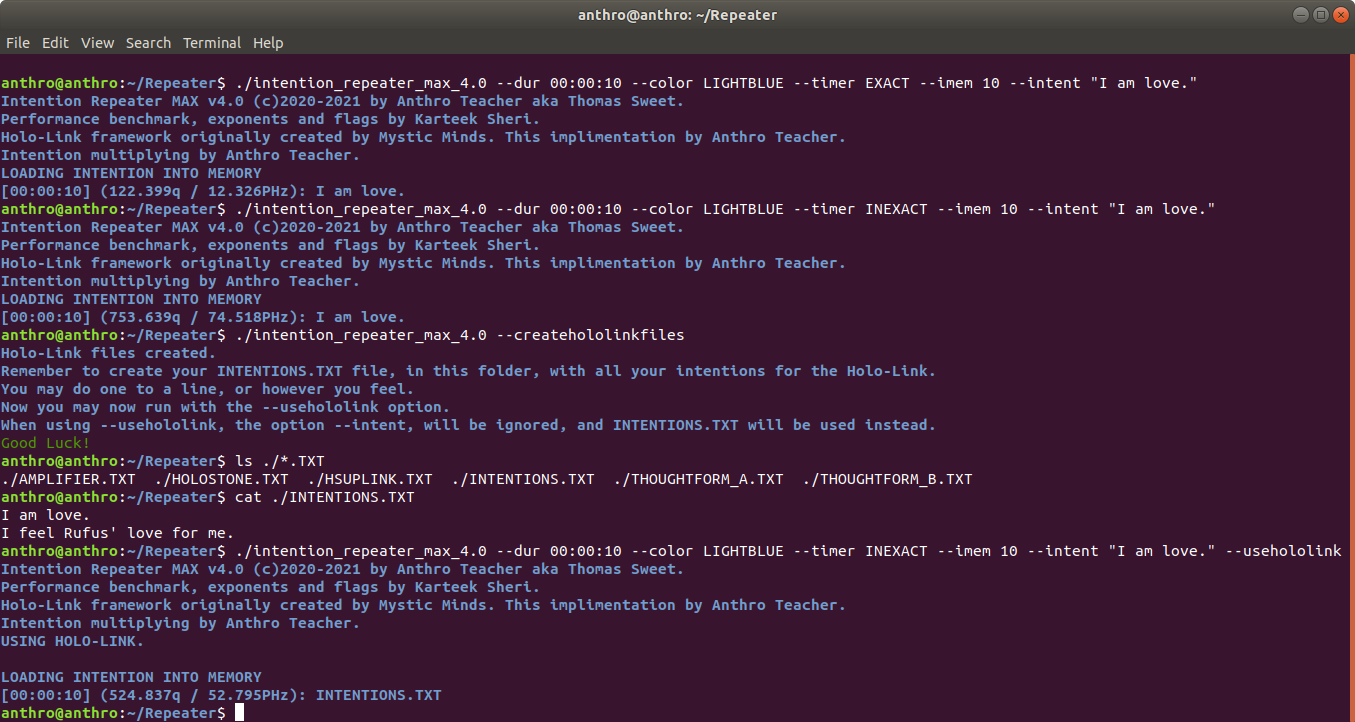 anthro@anthro: ~/Repeater
File Edit View Search Terminal Help
anthro@anthro:~/Repeater$ ./intention_repeater_max_4.0 --dur 00:00:10 --color LIGHTBLUE --timer EXACT --imem 10 --intent "I am love."
Intention Repeater MAX v4.0 (c)2020-2021 by Anthro Teacher aka Thomas Sweet.
Performance benchmark, exponents and flags by Karteek Sheri.
Holo-Link framework originally created by Mystic Minds. This implimentation by Anthro Teacher.
Intention multiplying by Anthro Teacher.
LOADING INTENTION INTO MEMORY
[00:00:10] (122.399q / 12.326PHz): I am love.
anthro@anthro:~/Repeater$ ./intention_repeater_max_4.0 --dur 00:00:10 --color LIGHTBLUE --timer INEXACT --imem 10 --intent "I am love."
Intention Repeater MAX v4.0 (c)2020-2021 by Anthro Teacher aka Thomas Sweet.
Performance benchmark, exponents and flags by Karteek Sheri.
Holo-Link framework originally created by Mystic Minds. This implimentation by Anthro Teacher.
Intention multiplying by Anthro Teacher.
LOADING INTENTION INTO MEMORY
[00:00:10] (753.639q / 74.518PHz): I am love.
anthro@anthro:~/Repeater$ ./intention_repeater_max_4.0 --createhololinkfiles
Holo-Link files created.
Remember to create your INTENTIONS.TXT file, in this folder, with all your intentions for the Holo-Link.
You may do one to a line, or however you feel.
Now you may now run with the --usehololink option.
When using --usehololink, the option --intent, will be ignored, and INTENTIONS.TXT will be used instead.
Good Luck!
anthro@anthro:~/Repeater$ ls ./*.TXT
./AMPLIFIER.TXT  ./HOLOSTONE.TXT  ./HSUPLINK.TXT  ./INTENTIONS.TXT  ./THOUGHTFORM_A.TXT  ./THOUGHTFORM_B.TXT
anthro@anthro:~/Repeater$ cat ./INTENTIONS.TXT
I am love.
I feel Rufus' love for me.
anthro@anthro:~/Repeater$ ./intention_repeater_max_4.0 --dur 00:00:10 --color LIGHTBLUE --timer INEXACT --imem 10 --intent "I am love." --usehololink
Intention Repeater MAX v4.0 (c)2020-2021 by Anthro Teacher aka Thomas Sweet.
Performance benchmark, exponents and flags by Karteek Sheri.
Holo-Link framework originally created by Mystic Minds. This implimentation by Anthro Teacher.
Intention multiplying by Anthro Teacher.
USING HOLO-LINK.
LOADING INTENTION INTO MEMORY
[00:00:10] (524.837q / 52.795PHz): INTENTIONS.TXT
anthro@anthro:~/Repeater$